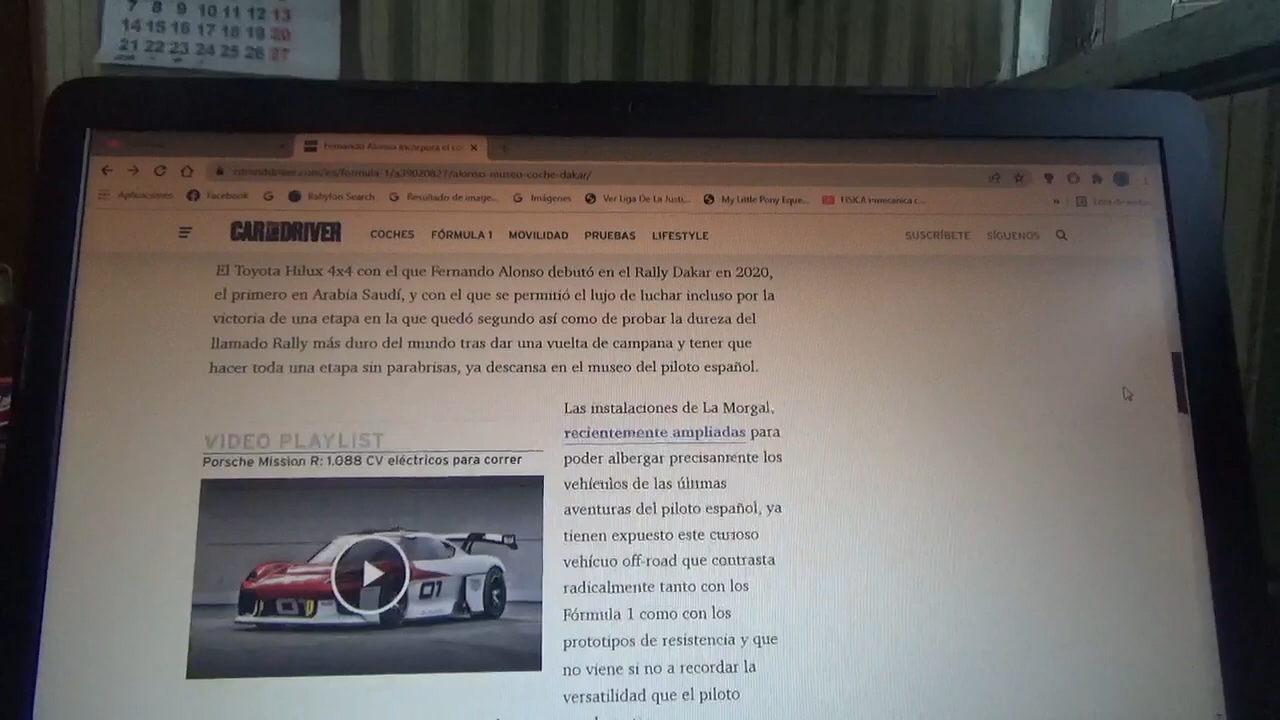 7 8 9 10 11 12 13
14 15 16 17 18 19 20
21 22 23 24 25 26 27
Fernando Alonso incorpora el co
caranddriver.com/es/formula-1/a39020827/alonso-museo-coche-dakar/
Aplicaciones Facebook Babylon Search Resultado de image... Imágenes Ver Liga De La Justi... My Little Pony Eque... FISICA mecanica c...
CAR AND DRIVER COCHES FÓRMULA 1 MOVILIDAD PRUEBAS LIFESTYLE SUSCRÍBETE SÍGUENOS
El Toyota Hilux 4x4 con el que Fernando Alonso debutó en el Rally Dakar en 2020,
el primero en Arabia Saudí, y con el que se permitió el lujo de luchar incluso por la
victoria de una etapa en la que quedó segundo así como de probar la dureza del
llamado Rally más duro del mundo tras dar una vuelta de campana y tener que
hacer toda una etapa sin parabrisas, ya descansa en el museo del piloto español.
VIDEO PLAYLIST
Porsche Mission R: 1.088 CV eléctricos para correr
01
Las instalaciones de La Morgal,
recientemente ampliadas para
poder albergar precisamente los
vehículos de las últimas
aventuras del piloto español, ya
tienen expuesto este curioso
vehícuo off-road que contrasta
radicalmente tanto con los
Fórmula 1 como con los
prototipos de resistencia y que
no viene si no a recordar la
versatilidad que el piloto